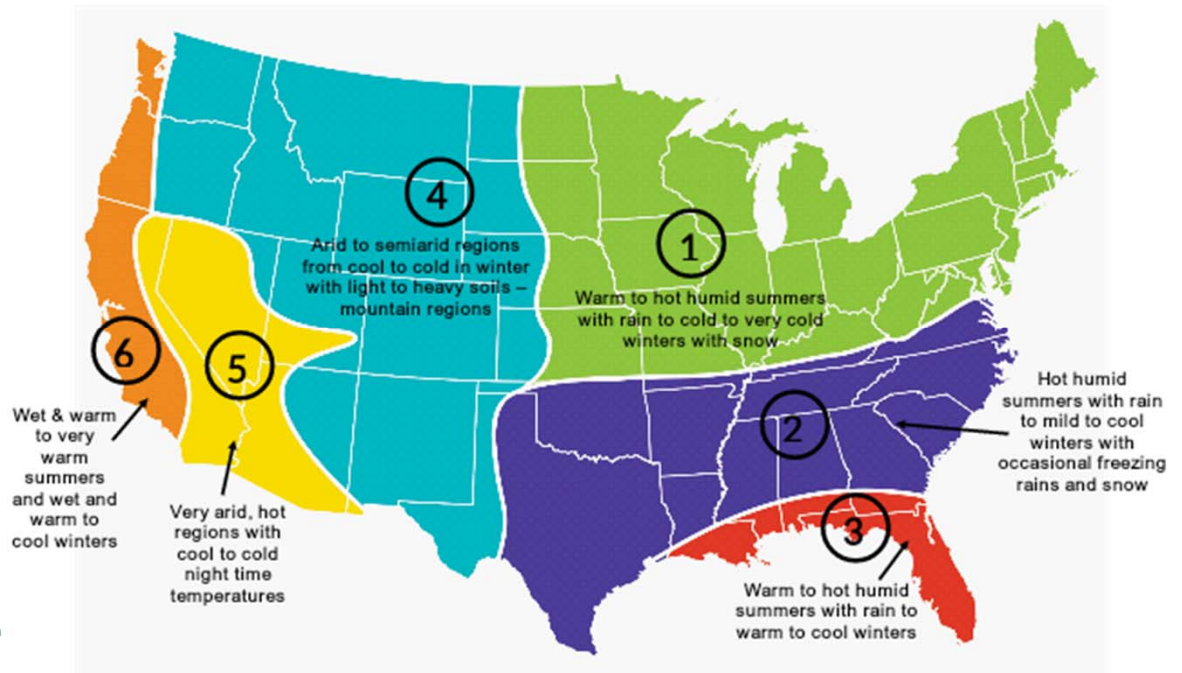 4
Arid to semiarid regions
from cool to cold in winter
with light to heavy soils –
mountain regions
1
Warm to hot humid summers
with rain to cold to very cold
winters with snow
6
Wet & warm
to very
warm
summers
and wet and
warm to
cool winters
5
Very arid, hot
regions with
cool to cold
night time
temperatures
2
Hot humid
summers with rain
to mild to cool
winters with
occasional freezing
rains and snow
3
Warm to hot humid
summers with rain to
warm to cool winters